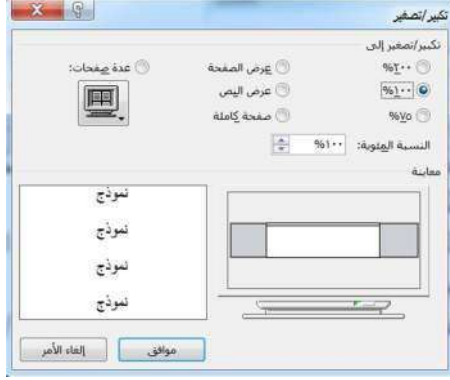 تكبير/تصغير
تكبير/تصغير إلى
٢٠٠% عرض الصفحة عدة صفحات:
١٠٠% عرض النص
٧٥% صفحة كاملة
النسبة المئوية: ١٠٠%
معاينة
نموذج
نموذج
نموذج
نموذج
موافق إلغاء الأمر